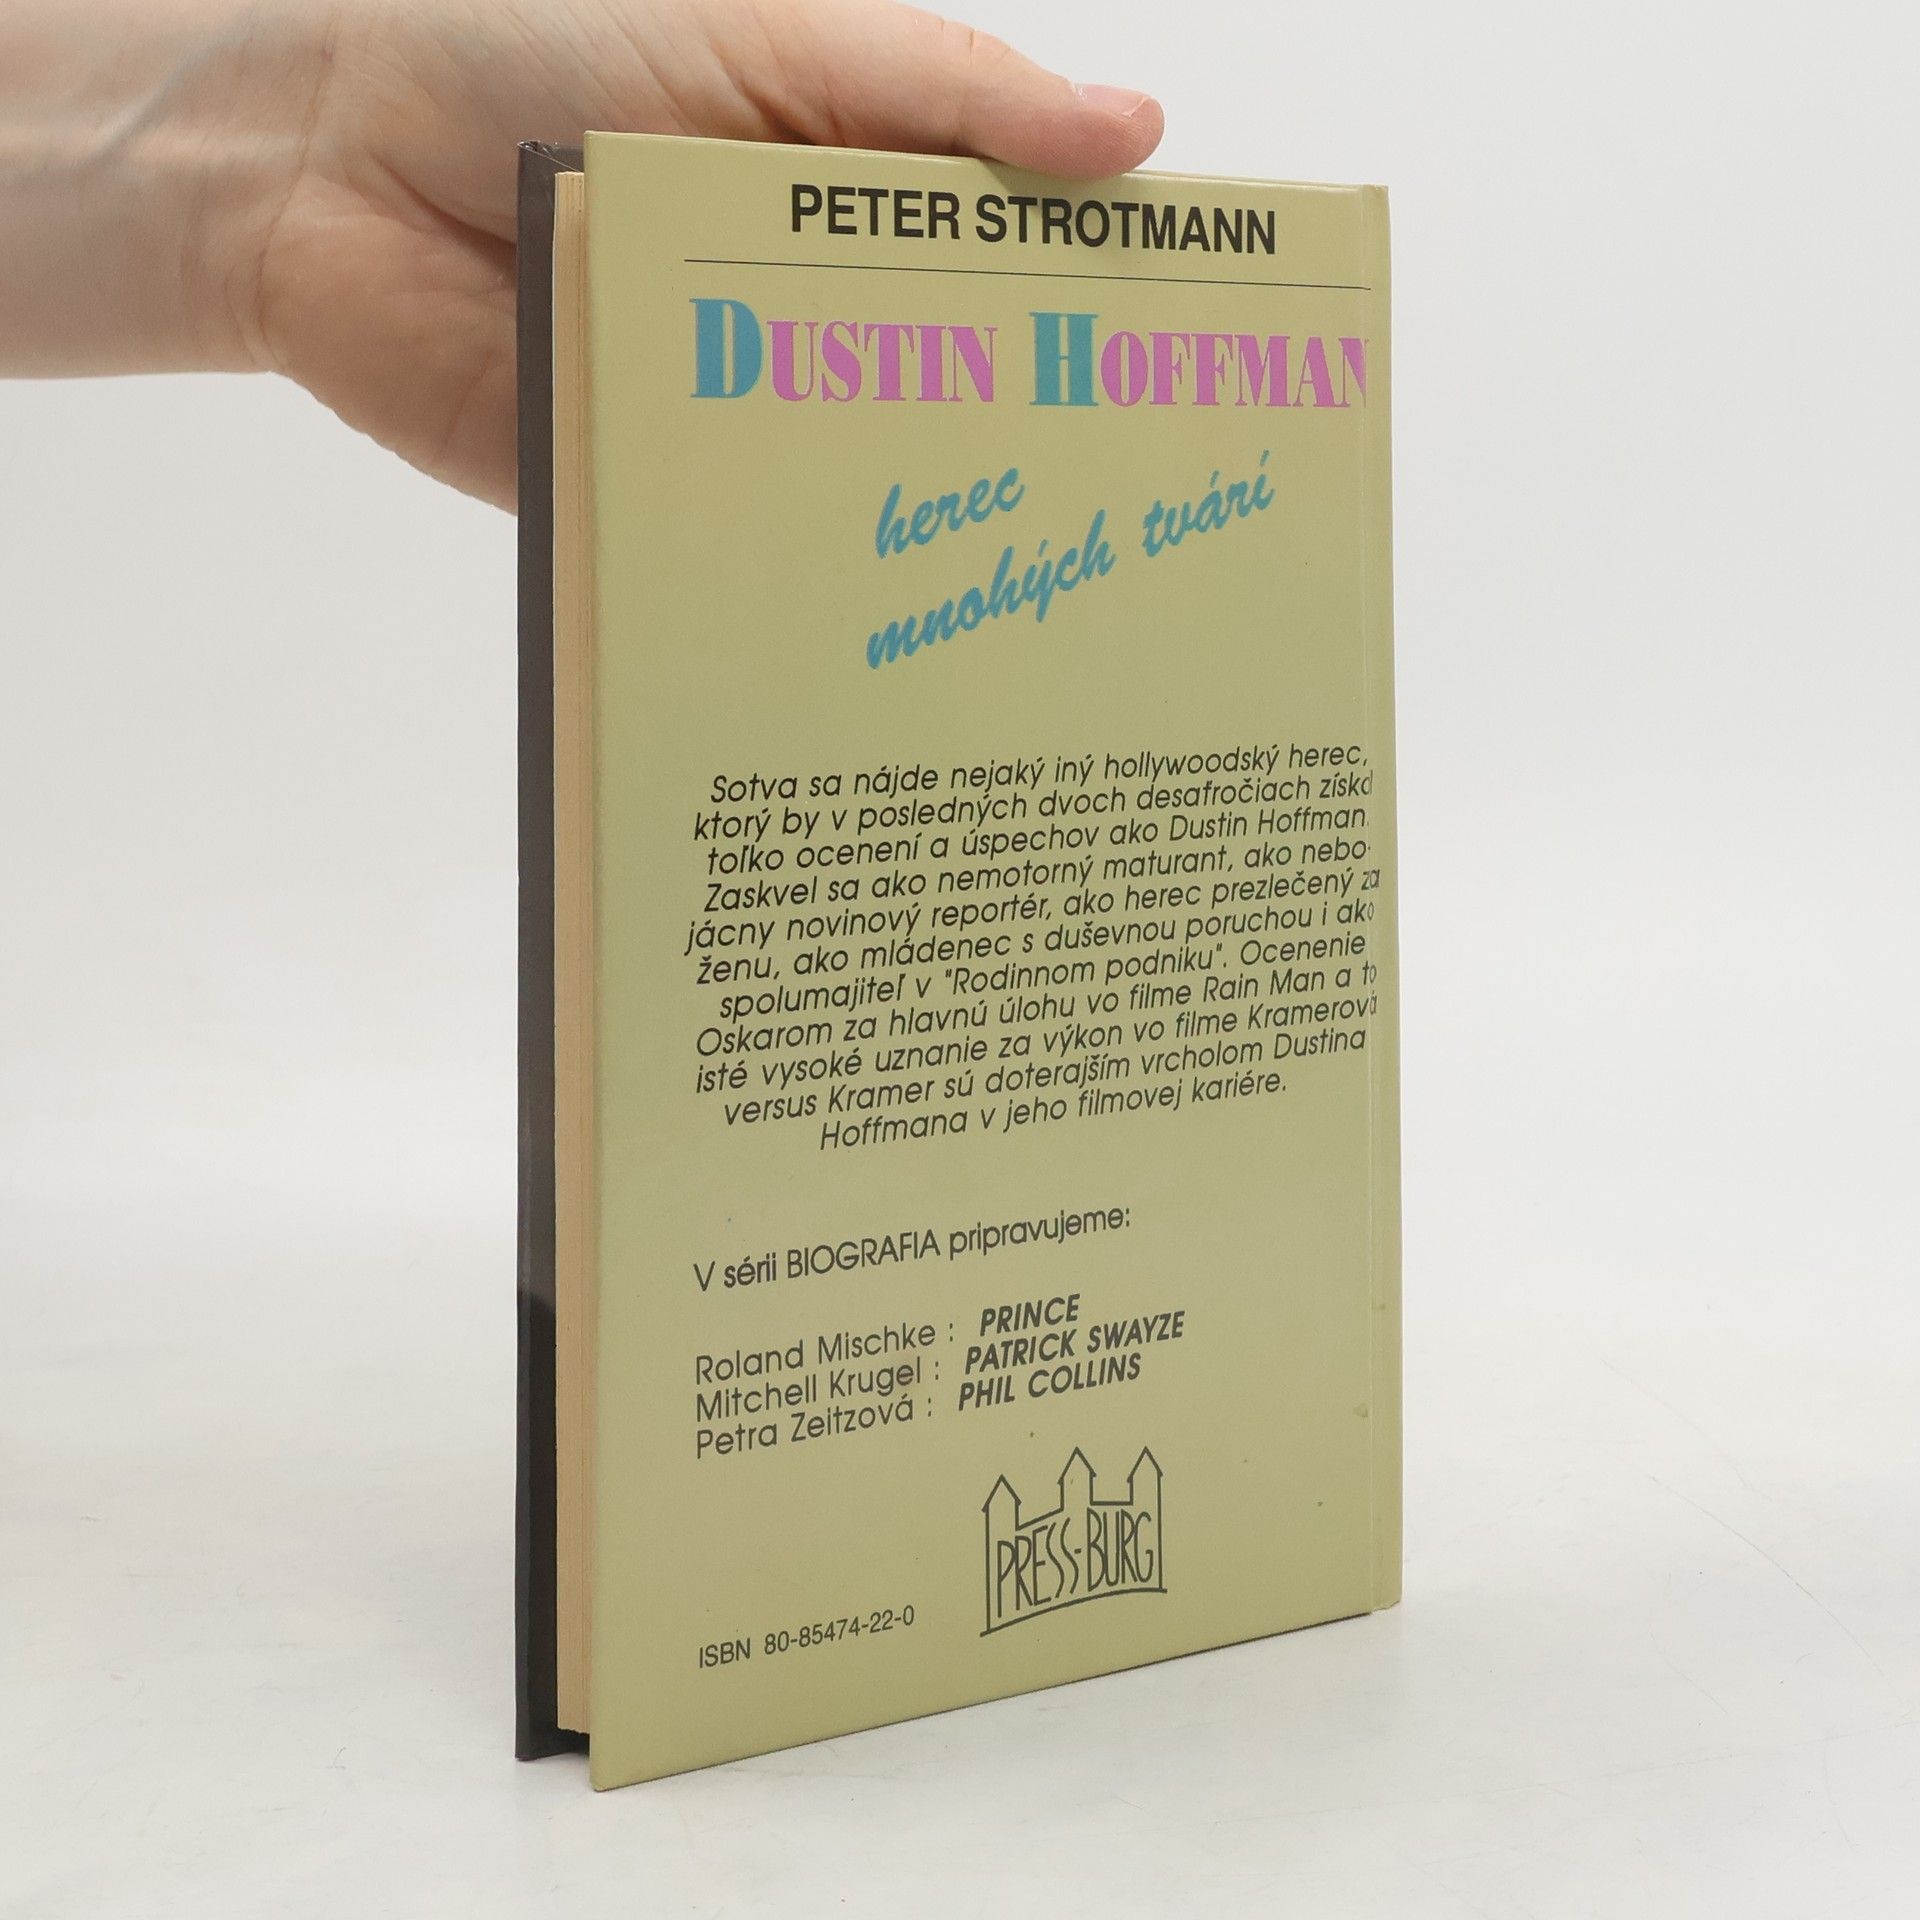 PETER STROTMANN
DUSTIN HOFFMAN
herec
mnohých tvárí
Sotva sa nájde nejaký iný hollywoodský herec,
ktorý by v posledných dvoch desaťročiach získal
toľko ocenení a úspechov ako Dustin Hoffman.
Zaskvel sa ako nemotorný maturant, ako nebo-
jácny novinový reportér, ako herec prezlečený za
ženu, ako mládenec s duševnou poruchou i ako
spolumajiteľ v "Rodinnom podniku". Ocenenie
Oskarom za hlavnú úlohu vo filme Rain Man a to
isté vysoké uznanie za výkon vo filme Kramerová
versus Kramer sú doterajším vrcholom Dustina
Hoffmana v jeho filmovej kariére.
V sérii BIOGRAFIA pripravujeme:
Roland Mischke : PRINCE
Mitchell Krugel : PATRICK SWAYZE
Petra Zeitzová : PHIL COLLINS
PRESS-BURG
ISBN 80-85474-22-0